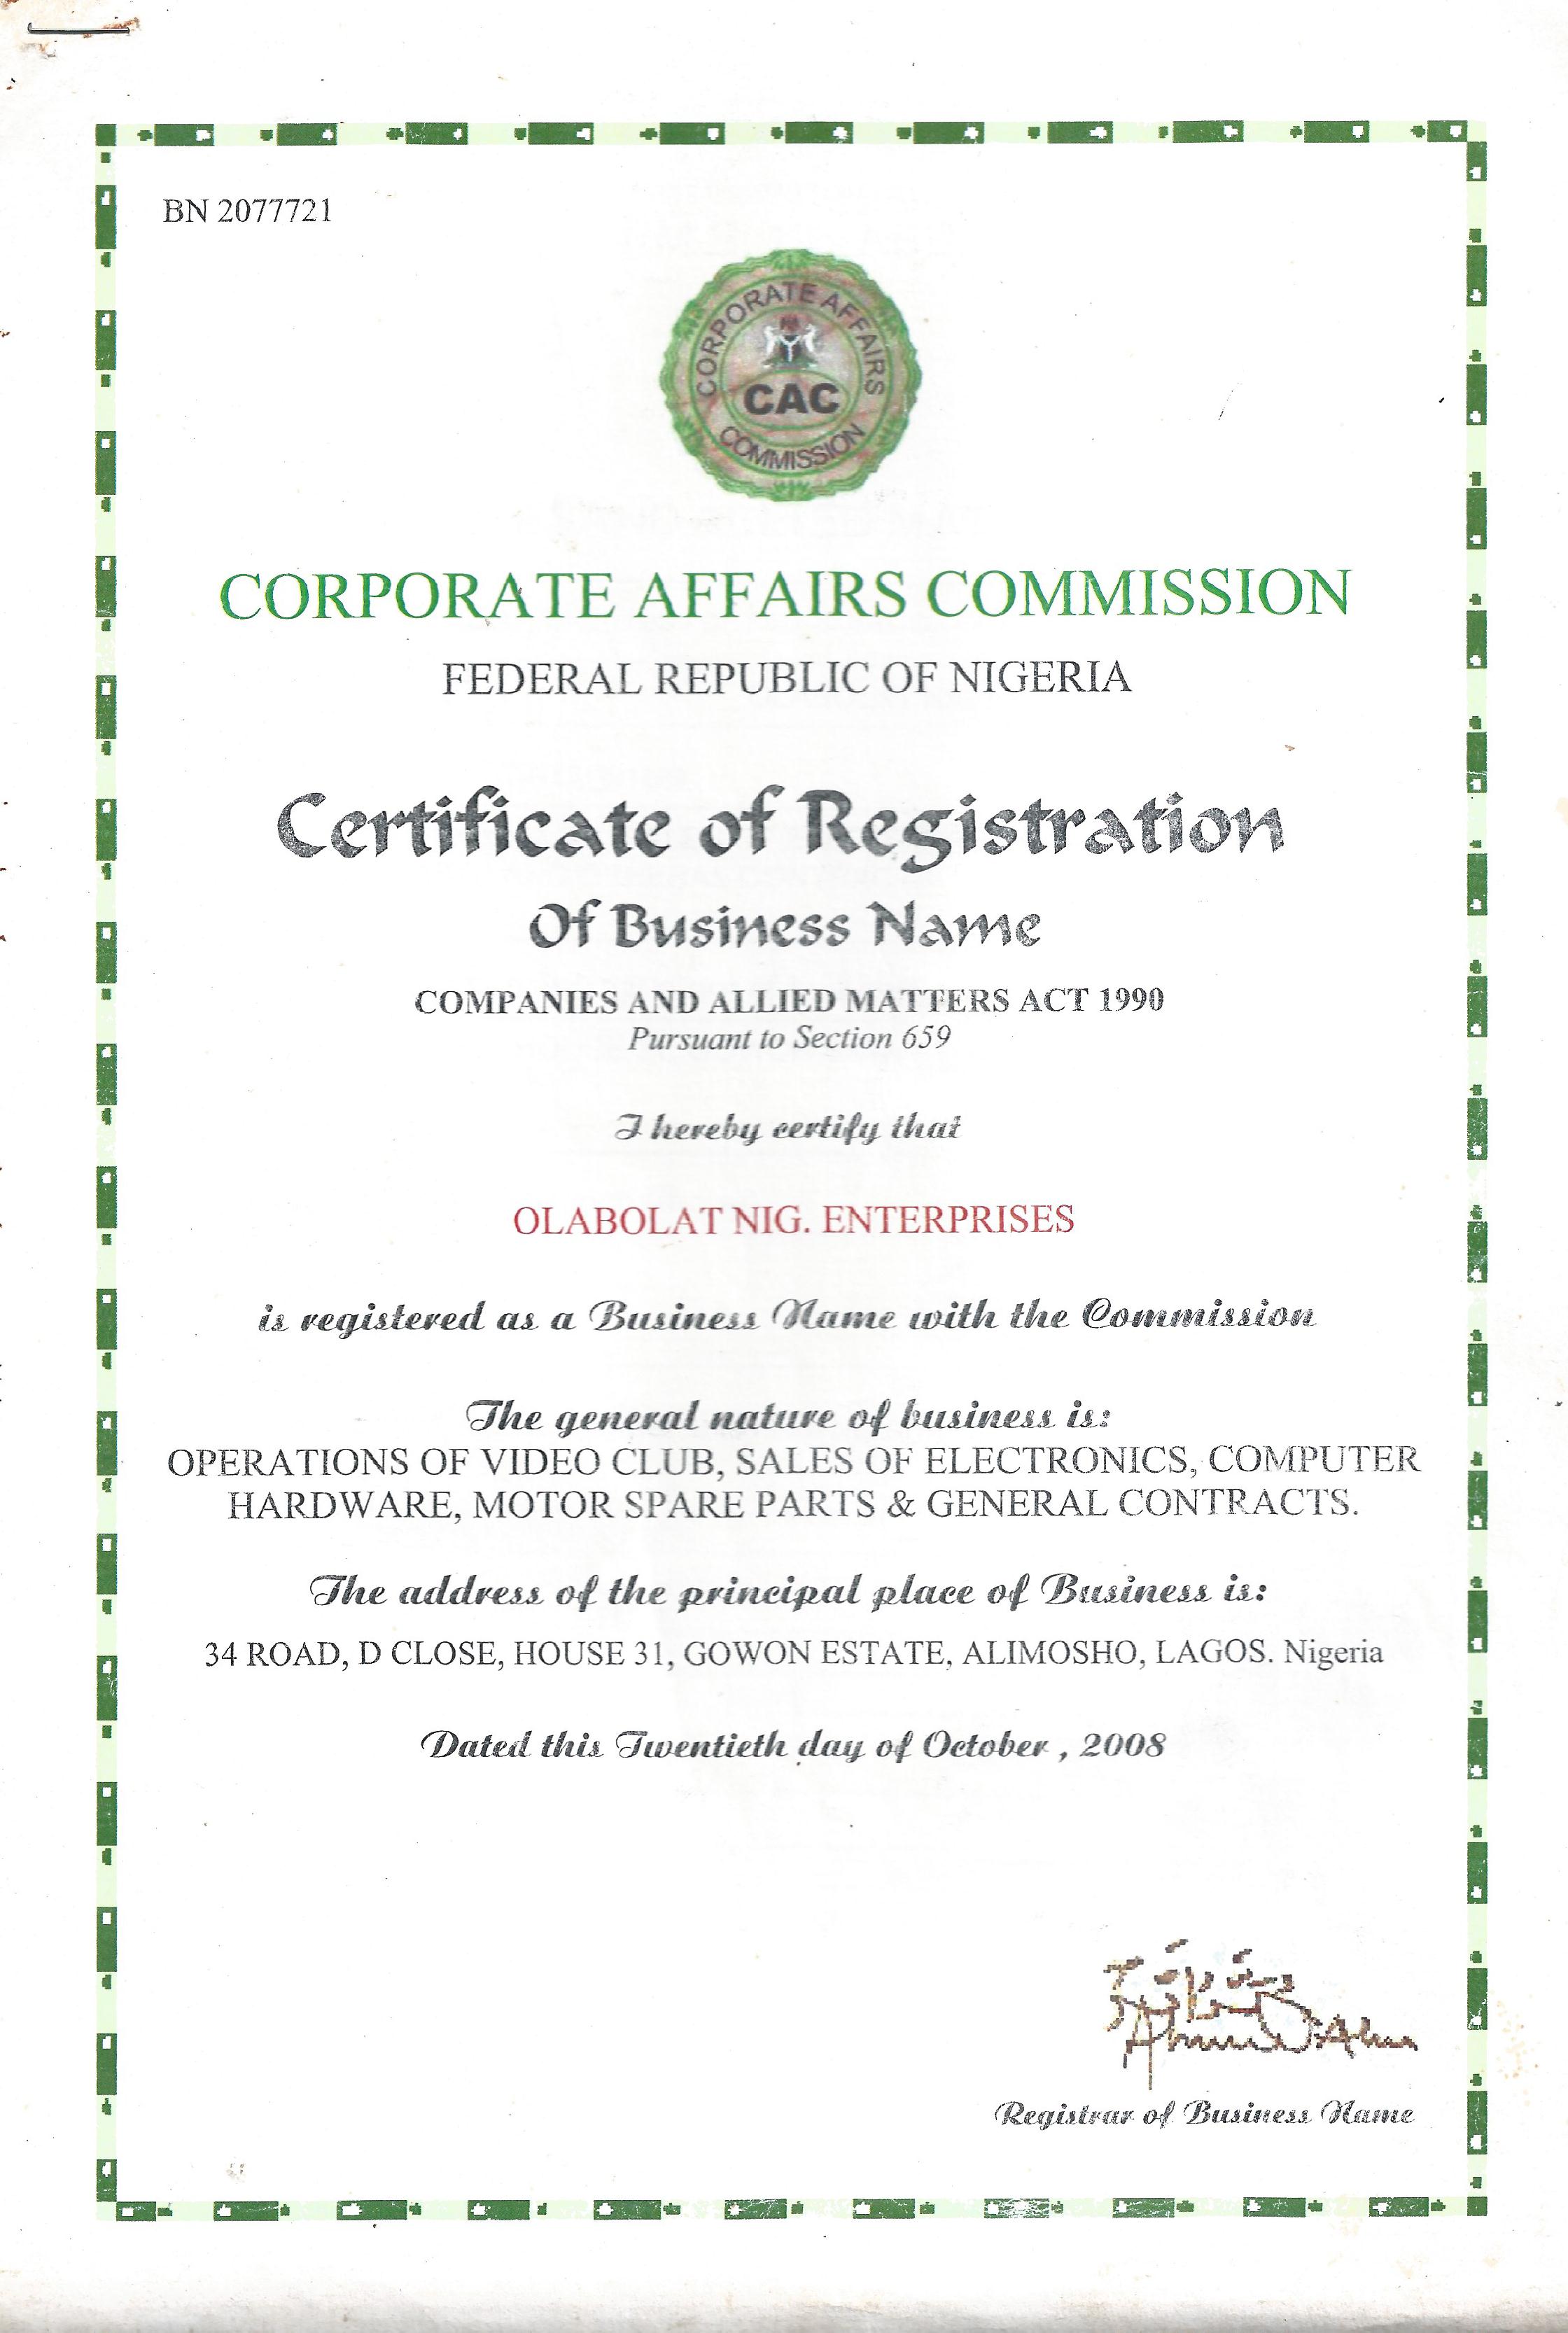 BN 2077721
CORPORATE AFFAIRS
CAC
COMMISSION
CORPORATE AFFAIRS COMMISSION
FEDERAL REPUBLIC OF NIGERIA
Certificate of Registration
Of Business Name
COMPANIES AND ALLIED MATTERS ACT 1990
Pursuant to Section 659
I hereby certify that
OLABOLAT NIG. ENTERPRISES
is registered as a Business Name with the Commission
The general nature of business is:
OPERATIONS OF VIDEO CLUB, SALES OF ELECTRONICS, COMPUTER
HARDWARE, MOTOR SPARE PARTS & GENERAL CONTRACTS.
The address of the principal place of Business is:
34 ROAD, D CLOSE, HOUSE 31, GOWON ESTATE, ALIMOSHO, LAGOS. Nigeria
Dated this Twentieth day of October , 2008
Registrar of Business Name